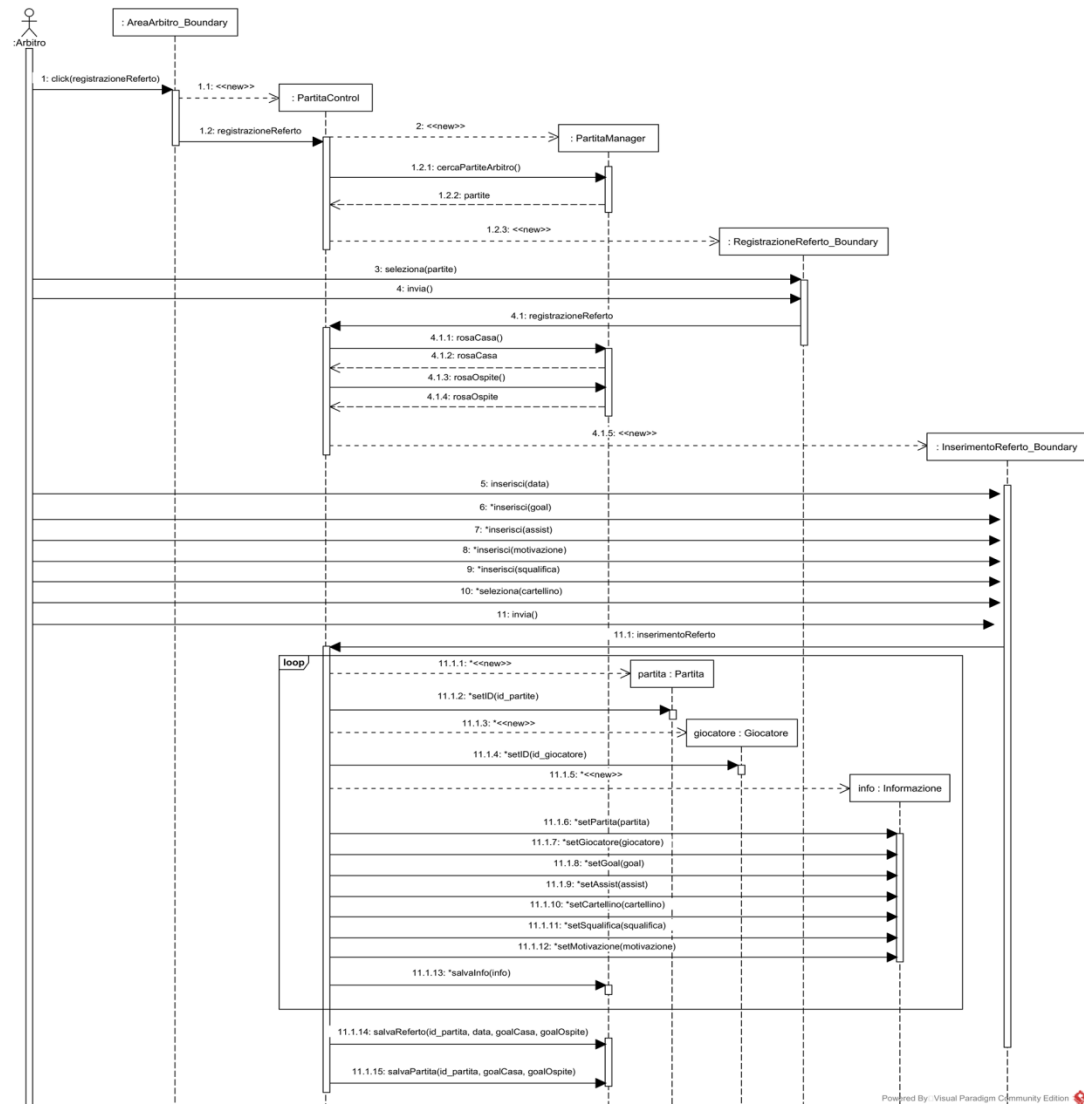 : AreaArbitro_Boundary
:Arbitro
1: click(registrazioneReferto)
1.1: <<new>>
: PartitaControl
1.2: registrazioneReferto
2: <<new>>
: PartitaManager
1.2.1: cercaPartiteArbitro()
1.2.2: partite
1.2.3: <<new>>
: RegistrazioneReferto_Boundary
3: seleziona(partite)
4: invia()
4.1: registrazioneReferto
4.1.1: rosaCasa()
4.1.2: rosaCasa
4.1.3: rosaOspite()
4.1.4: rosaOspite
4.1.5: <<new>>
: InserimentoReferto_Boundary
5: inserisci(data)
6: *inserisci(goal)
7: *inserisci(assist)
8: *inserisci(motivazione)
9: *inserisci(squalifica)
10: *seleziona(cartellino)
11: invia()
11.1: inserimentoReferto
loop
11.1.1: *<<new>>
partita : Partita
11.1.2: *setID(id_partite)
11.1.3: *<<new>>
giocatore : Giocatore
11.1.4: *setID(id_giocatore)
11.1.5: *<<new>>
info : Informazione
11.1.6: *setPartita(partita)
11.1.7: *setGiocatore(giocatore)
11.1.8: *setGoal(goal)
11.1.9: *setAssist(assist)
11.1.10: *setCartellino(cartellino)
11.1.11: *setSqualifica(squalifica)
11.1.12: *setMotivazione(motivazione)
11.1.13: *salvaInfo(info)
11.1.14: salvaReferto(id_partita, data, goalCasa, goalOspite)
11.1.15: salvaPartita(id_partita, goalCasa, goalOspite)
Powered By Visual Paradigm Community Edition